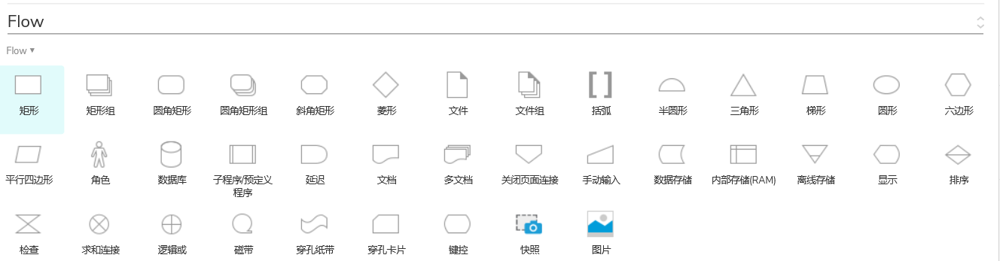 Flow
Flow ▼
矩形 矩形组 圆角矩形 圆角矩形组 斜角矩形 菱形 文件 文件组 括弧 半圆形 三角形 梯形 圆形 六边形
平行四边形 角色 数据库 子程序/预定义 延迟 文档 多文档 关闭页面连接 手动输入 数据存储 内部存储(RAM) 离线存储 显示 排序
程序
检查 求和连接 逻辑或 磁带 穿孔纸带 穿孔卡片 键控 快照 图片